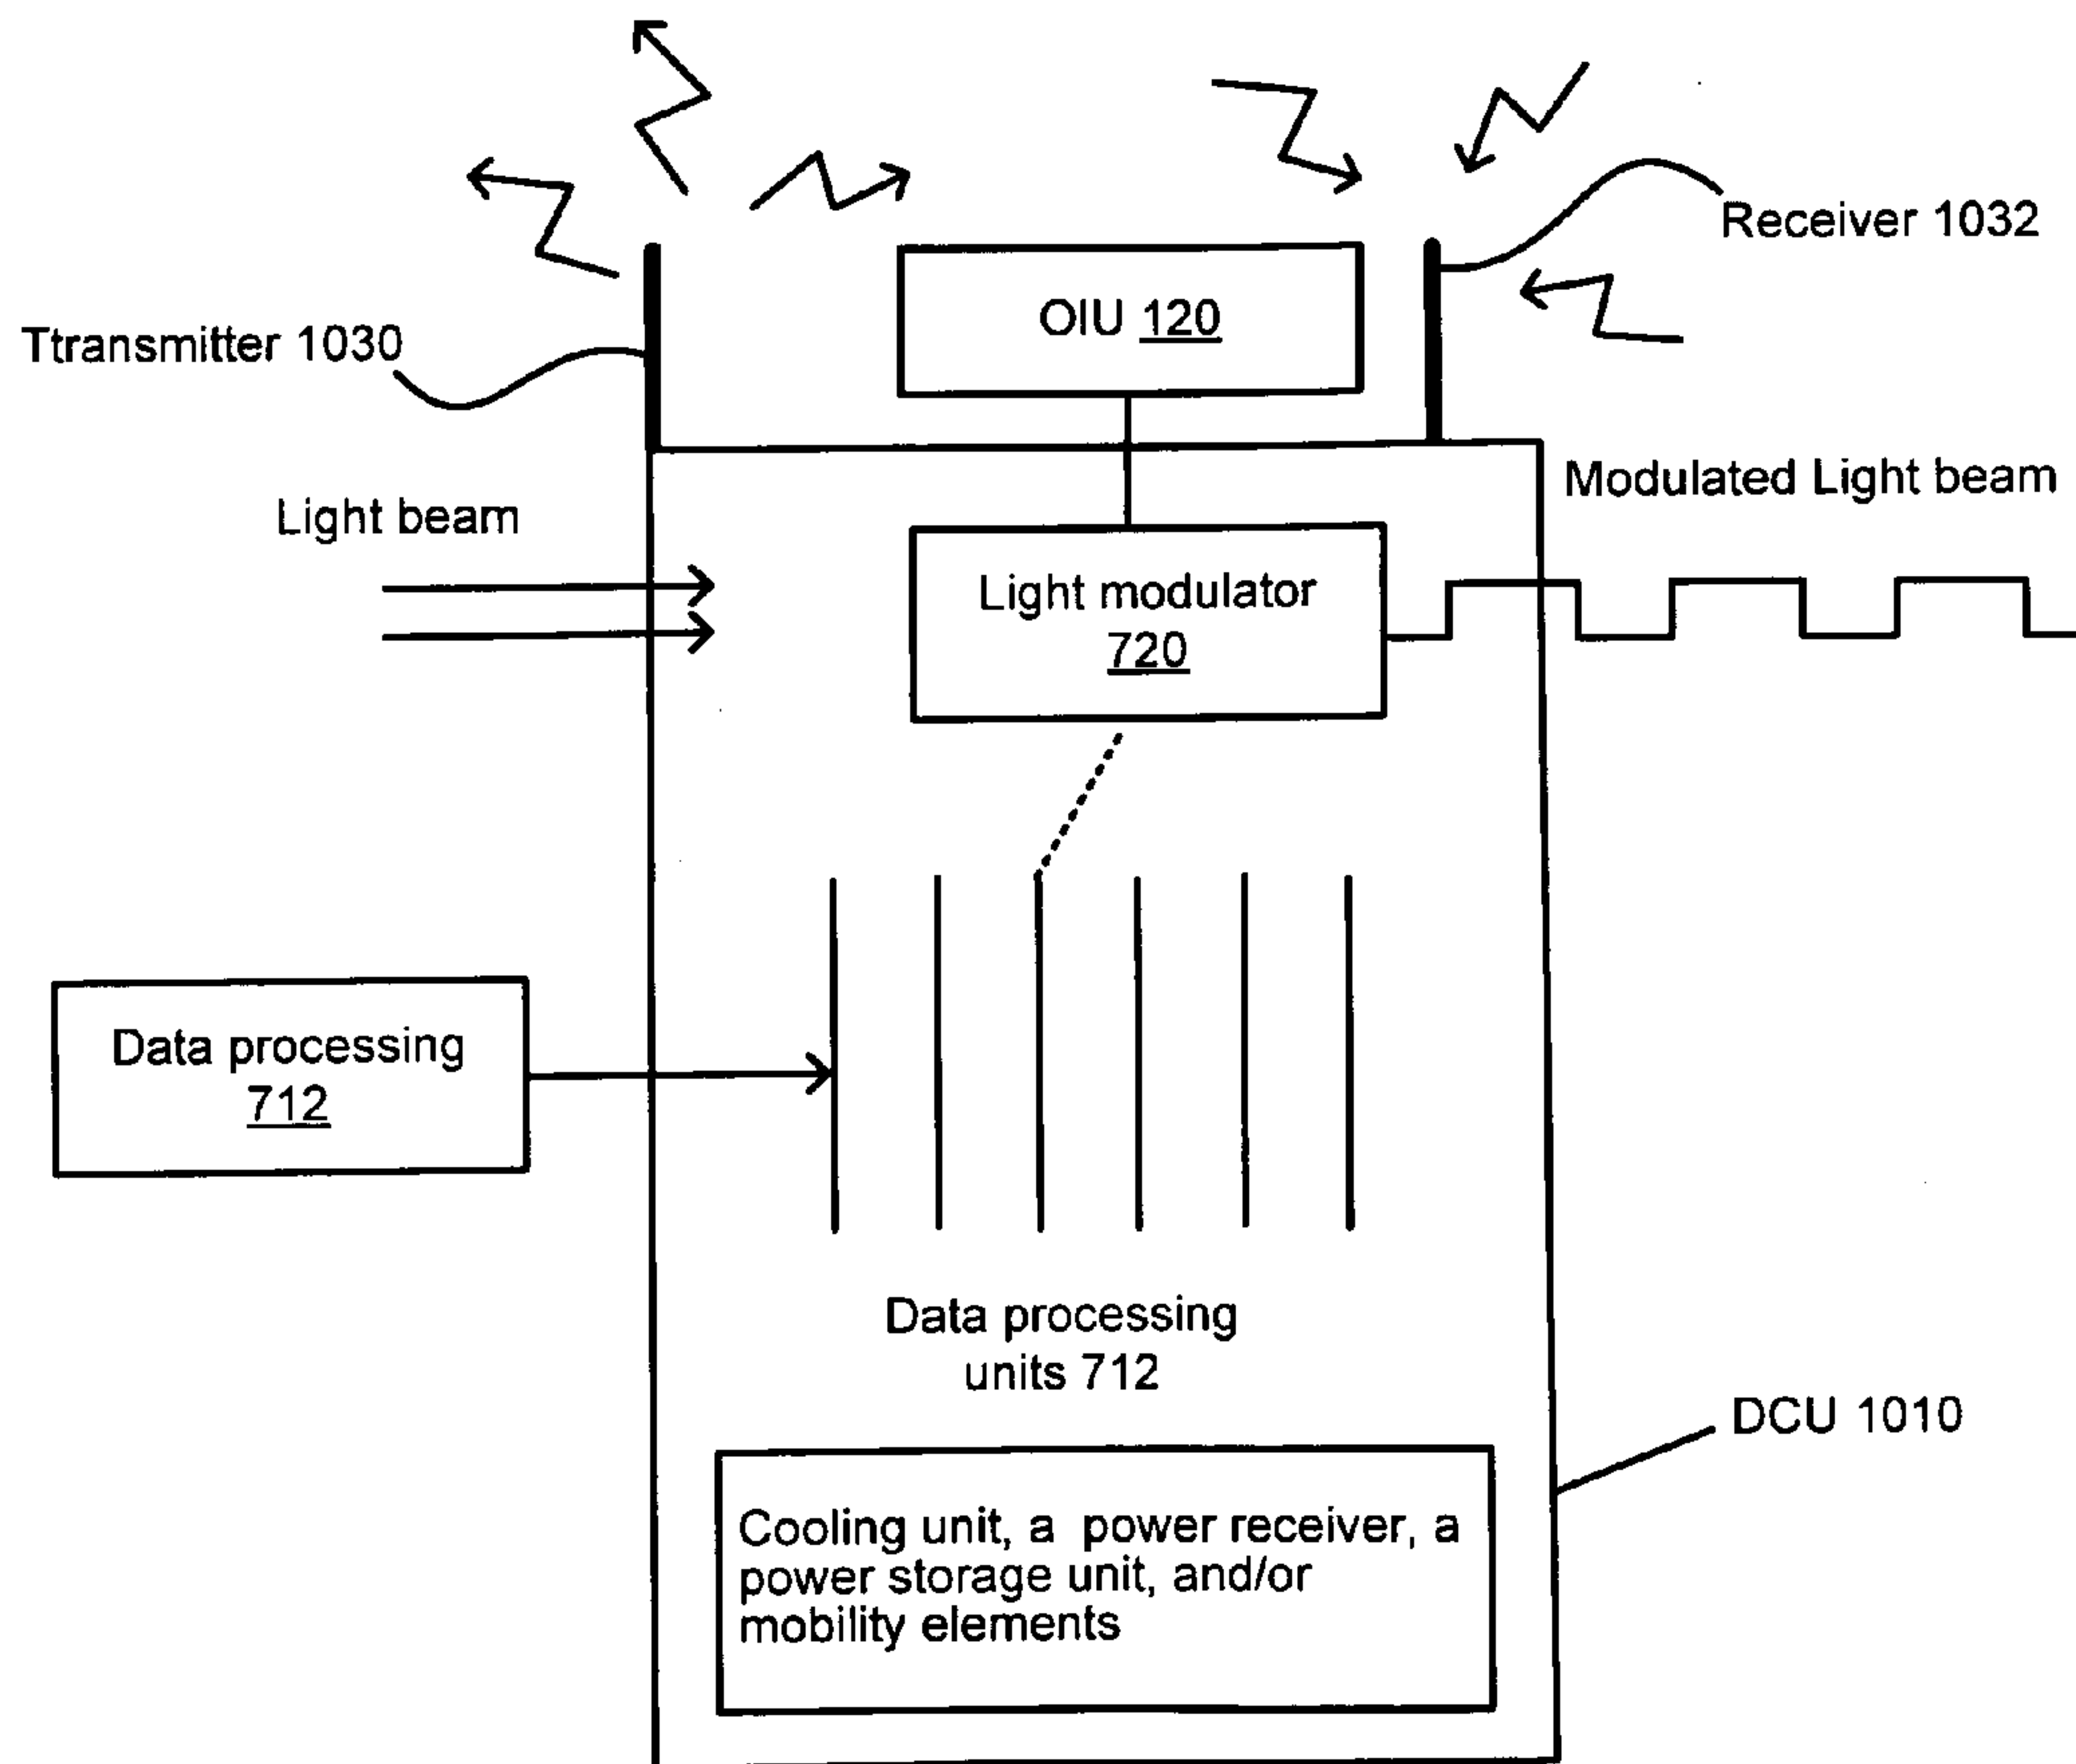 Receiver 1032
OIU 120
Ttransmitter 1030
Modulated Light beam
Light beam
Light modulator
720
Data processing
712
Data processing
units 712
DCU 1010
Cooling unit, a power receiver, a
power storage unit, and/or
mobility elements